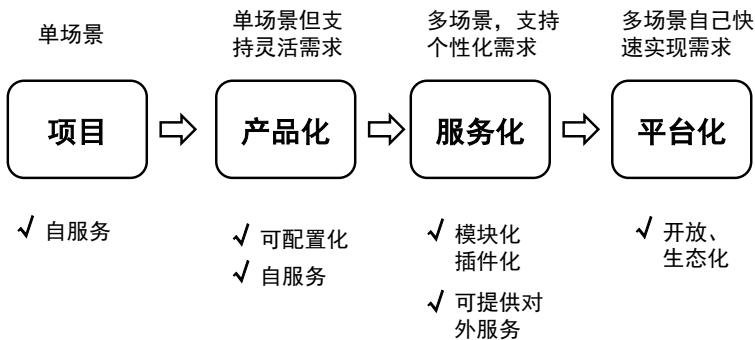 单场景
单场景但支
持灵活需求
多场景，支持
个性化需求
多场景自己快
速实现需求
项目
产品化
服务化
平台化
√ 自服务
√ 可配置化
√ 自服务
√ 模块化
插件化
√ 可提供对
外服务
√ 开放、
生态化